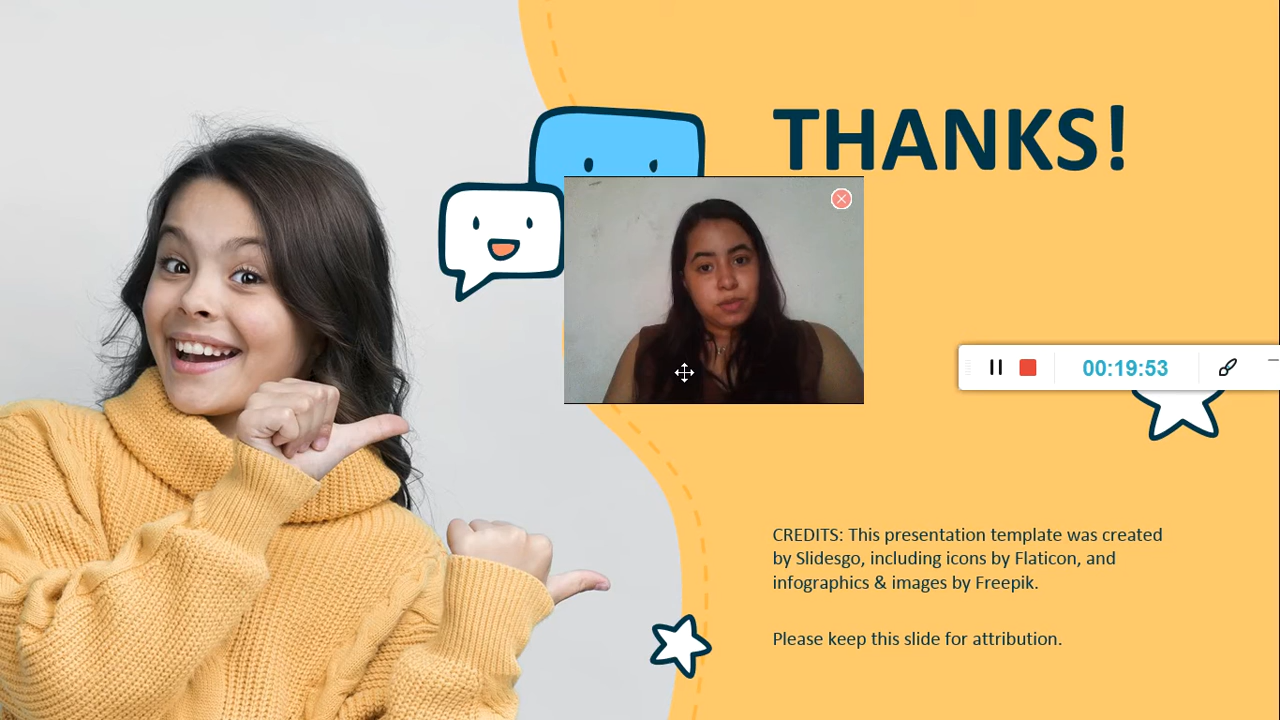 THANKS!
00:19:53
CREDITS: This presentation template was created
by Slidesgo, including icons by Flaticon, and
infographics & images by Freepik.
Please keep this slide for attribution.